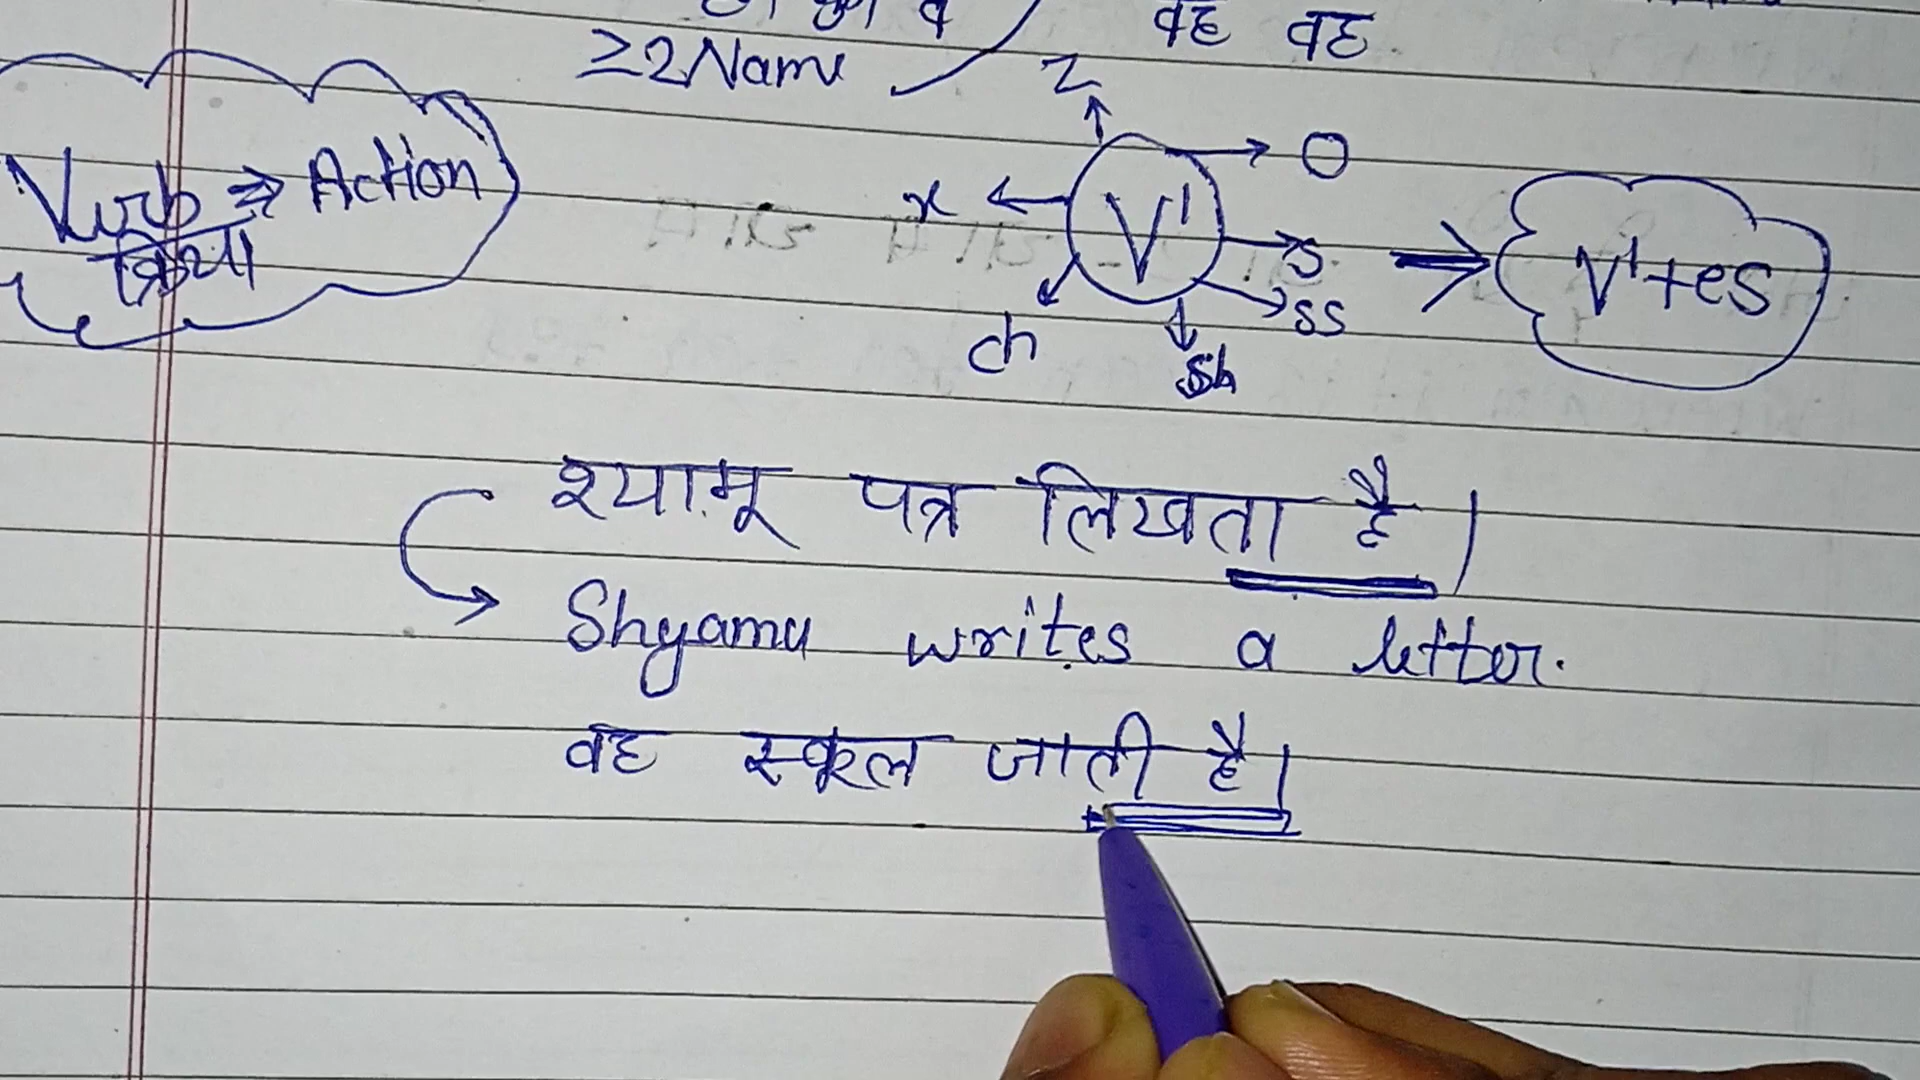 वह वह
≥2 Name
Verb ⇒ Action
क्रिया
z
o
x
V¹
s
ss
sh
ch
⇒ V¹+es
श्यामू पत्र लिखता है।
Shyamu writes a letter.
वह स्कूल जाती है।